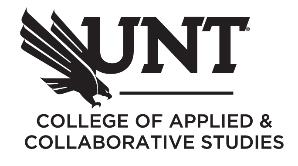 UNT
COLLEGE OF APPLIED &
COLLABORATIVE STUDIES